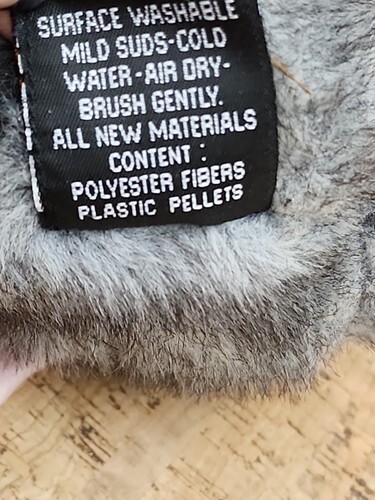 SURFACE WASHABLE
MILD SUDS-COLD
WATER-AIR DRY-
BRUSH GENTLY.
ALL NEW MATERIALS
CONTENT :
POLYESTER FIBERS
PLASTIC PELLETS